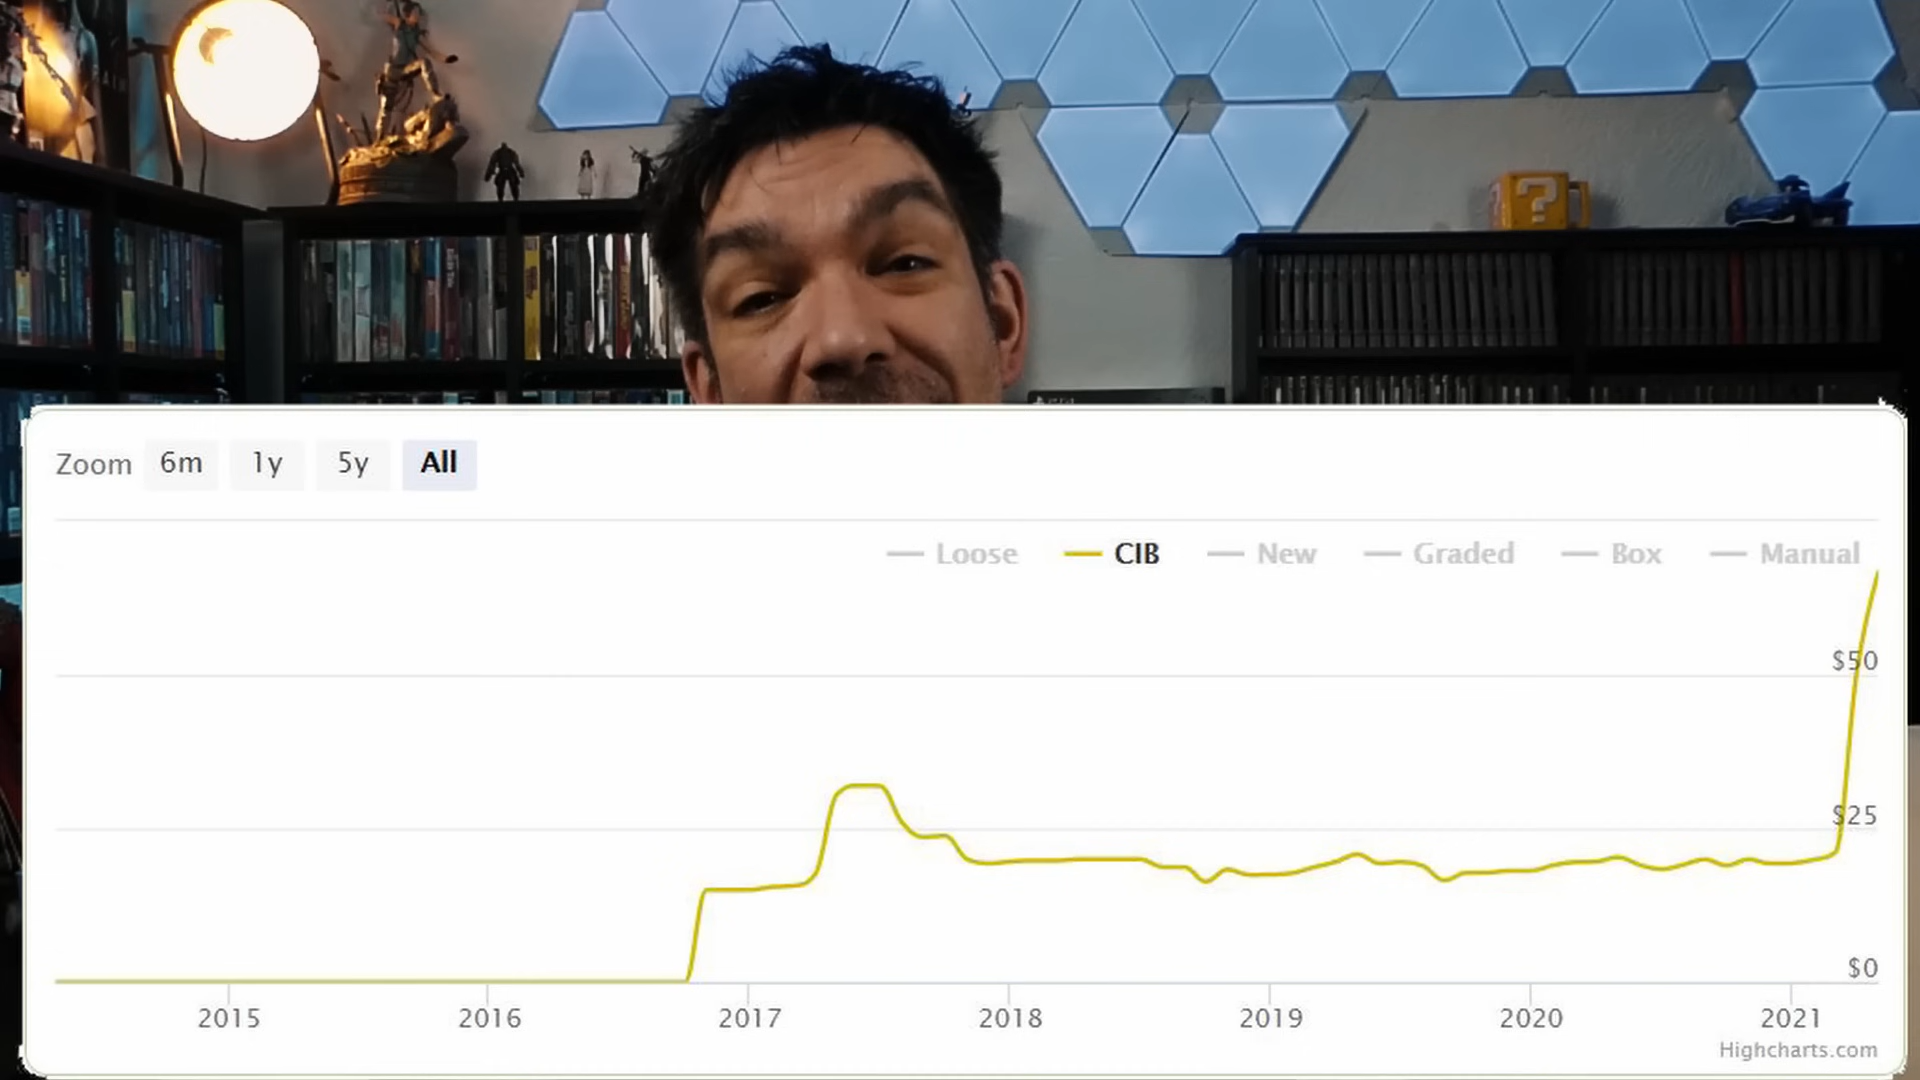 ?
Zoom 6m 1y 5y All
Loose CIB New Graded Box Manual
$50
$25
$0
2015 2016 2017 2018 2019 2020 2021
Highcharts.com